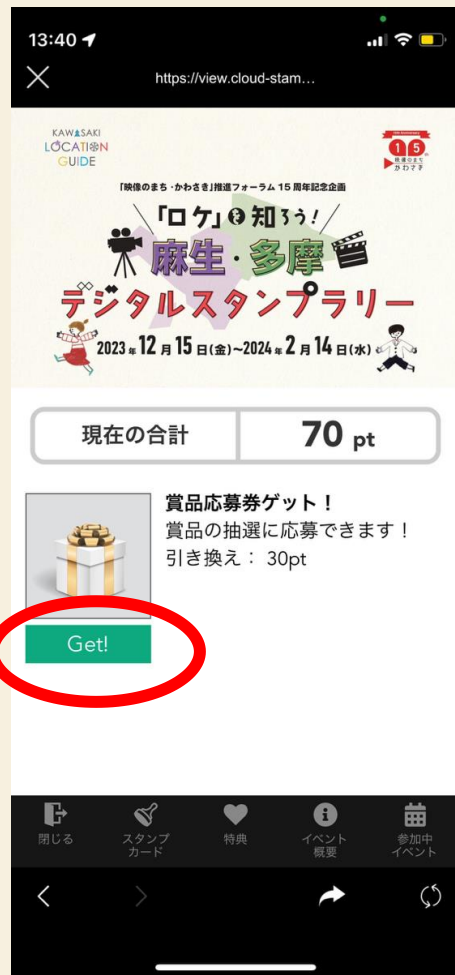 13:40
https://view.cloud-stam…
KAWASAKI
LOCATION
GUIDE
15
映像のまち
かわさき
「映像のまち・かわさき」推進フォーラム 15 周年記念企画
「ロケ」を知ろう!
麻生・多摩
デジタルスタンプラリー
2023年12月15日(金)~2024年2月14日(水)
現在の合計
70 pt
賞品応募券ゲット!
賞品の抽選に応募できます!
引き換え: 30pt
Get!
閉じる
スタンプ
カード
特典
イベント
概要
参加中
イベント